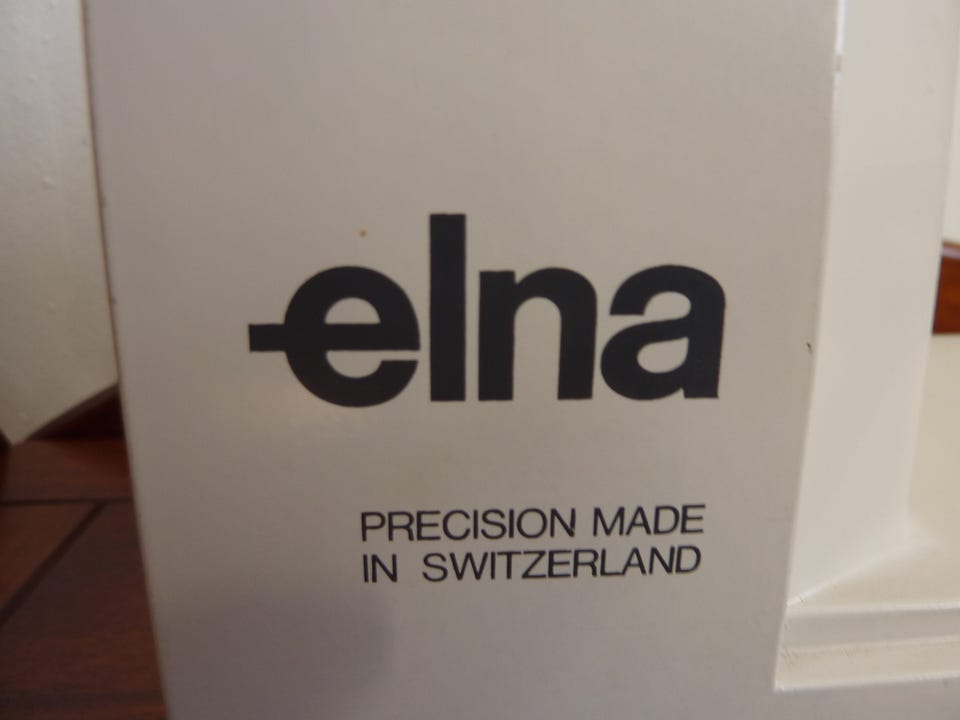 elna
PRECISION MADE
IN SWITZERLAND